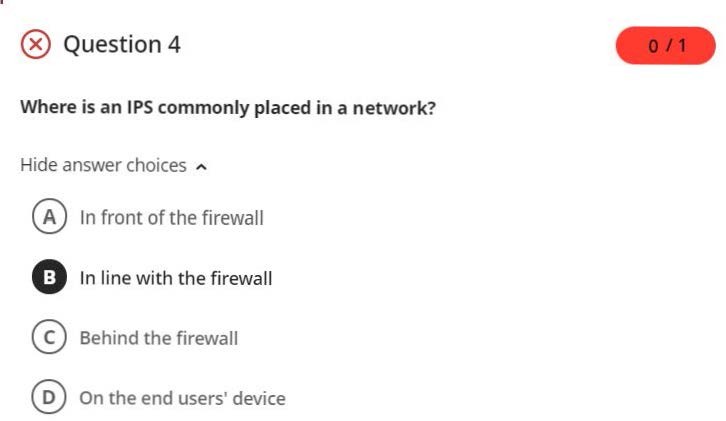 Question 4
0 / 1
Where is an IPS commonly placed in a network?
Hide answer choices
A In front of the firewall
B In line with the firewall
C Behind the firewall
D On the end users' device